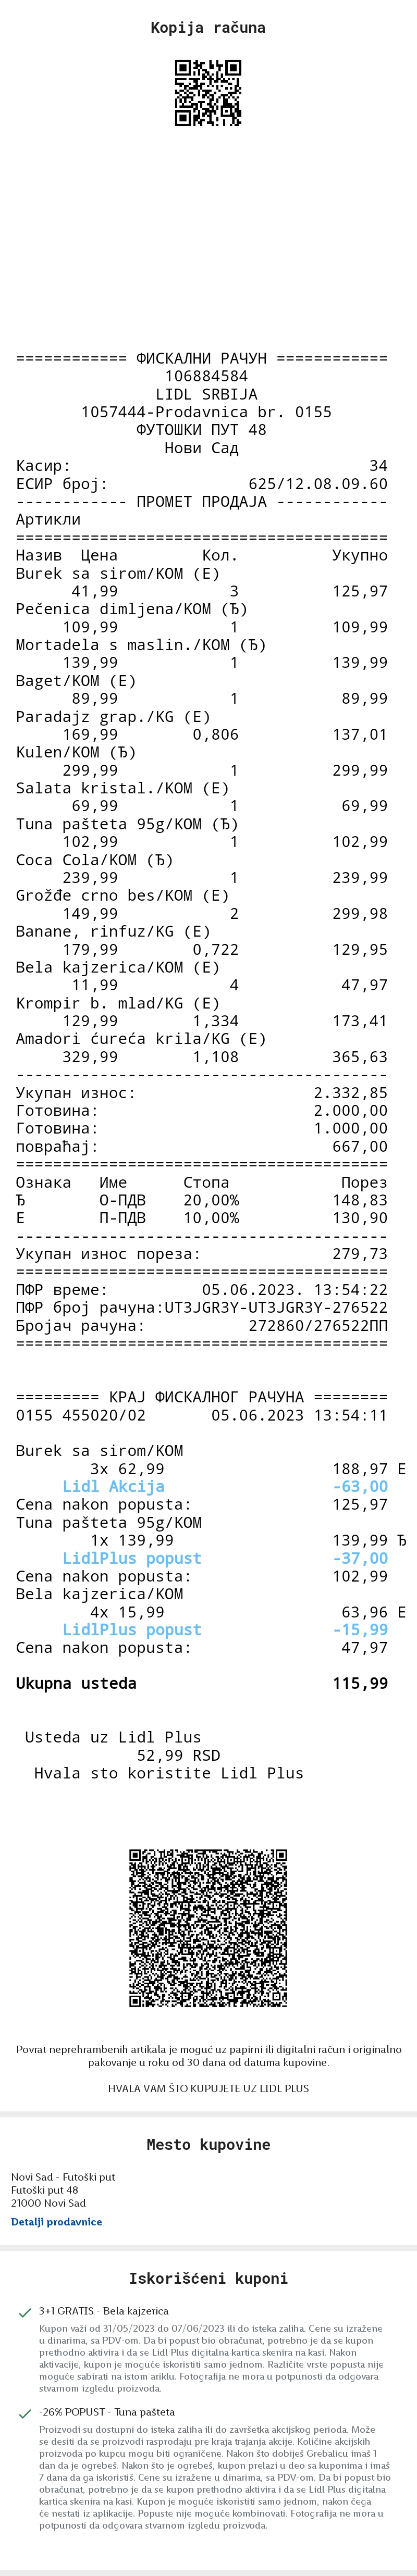 Kopija računa
============ ФИСКАЛНИ РАЧУН ============
106884584
LIDL SRBIJA
1057444-Prodavnica br. 0155
ФУТОШКИ ПУТ 48
Нови Сад
Касир: 34
ЕСИР број: 625/12.08.09.60
------------ ПРОМЕТ ПРОДАЈА ------------
Артикли
========================================
Назив Цена Кол. Укупно
Burek sa sirom/KOM (Е)
41,99 3 125,97
Pečenica dimljena/KOM (Ђ)
109,99 1 109,99
Mortadela s maslin./KOM (Ђ)
139,99 1 139,99
Baget/KOM (Е)
89,99 1 89,99
Paradajz grap./KG (Е)
169,99 0,806 137,01
Kulen/KOM (Ђ)
299,99 1 299,99
Salata kristal./KOM (Е)
69,99 1 69,99
Tuna pašteta 95g/KOM (Ђ)
102,99 1 102,99
Coca Cola/KOM (Ђ)
239,99 1 239,99
Grožđe crno bes/KOM (Е)
149,99 2 299,98
Banane, rinfuz/KG (Е)
179,99 0,722 129,95
Bela kajzerica/KOM (Е)
11,99 4 47,97
Krompir b. mlad/KG (Е)
129,99 1,334 173,41
Amadori ćureća krila/KG (Е)
329,99 1,108 365,63
----------------------------------------
Укупан износ: 2.332,85
Готовина: 2.000,00
Готовина: 1.000,00
повраћај: 667,00
========================================
Ознака Име Стопа Порез
Ђ О-ПДВ 20,00% 148,83
Е П-ПДВ 10,00% 130,90
----------------------------------------
Укупан износ пореза: 279,73
========================================
ПФР време: 05.06.2023. 13:54:22
ПФР број рачуна:UT3JGR3Y-UT3JGR3Y-276522
Бројач рачуна: 272860/276522ПП
========================================
========= КРАЈ ФИСКАЛНОГ РАЧУНА ========
0155 455020/02 05.06.2023 13:54:11
Burek sa sirom/KOM
3x 62,99 188,97 E
Lidl Akcija -63,00
Cena nakon popusta: 125,97
Tuna pašteta 95g/KOM
1x 139,99 139,99 Ђ
LidlPlus popust -37,00
Cena nakon popusta: 102,99
Bela kajzerica/KOM
4x 15,99 63,96 E
LidlPlus popust -15,99
Cena nakon popusta: 47,97
Ukupna usteda 115,99
Usteda uz Lidl Plus
52,99 RSD
Hvala sto koristite Lidl Plus
Povrat neprehrambenih artikala je moguć uz papirni ili digitalni račun i originalno
pakovanje u roku od 30 dana od datuma kupovine.
HVALA VAM ŠTO KUPUJETE UZ LIDL PLUS
Mesto kupovine
Novi Sad - Futoški put
Futoški put 48
21000 Novi Sad
Detalji prodavnice
Iskorišćeni kuponi
3+1 GRATIS - Bela kajzerica
Kupon važi od 31/05/2023 do 07/06/2023 ili do isteka zaliha. Cene su izražene
u dinarima, sa PDV-om. Da bi popust bio obračunat, potrebno je da se kupon
prethodno aktivira i da se Lidl Plus digitalna kartica skenira na kasi. Nakon
aktivacije, kupon je moguće iskoristiti samo jednom. Različite vrste popusta nije
moguće sabirati na istom ariklu. Fotografija ne mora u potpunosti da odgovara
stvarnom izgledu proizvoda.
-26% POPUST - Tuna pašteta
Proizvodi su dostupni do isteka zaliha ili do završetka akcijskog perioda. Može
se desiti da se proizvodi rasprodaju pre kraja trajanja akcije. Količine akcijskih
proizvoda po kupcu mogu biti ograničene. Nakon što dobiješ Grebalicu imaš 1
dan da je ogrebeš. Nakon što je ogrebeš, kupon prelazi u deo sa kuponima i imaš
7 dana da ga iskoristiš. Cene su izražene u dinarima, sa PDV-om. Da bi popust bio
obračunat, potrebno je da se kupon prethodno aktivira i da se Lidl Plus digitalna
kartica skenira na kasi. Kupon je moguće iskoristiti samo jednom, nakon čega
će nestati iz aplikacije. Popuste nije moguće kombinovati. Fotografija ne mora u
potpunosti da odgovara stvarnom izgledu proizvoda.